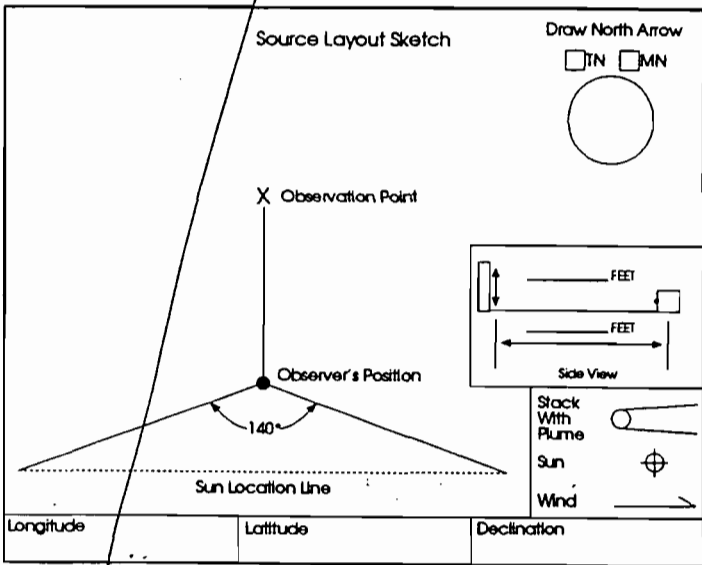 Source Layout Sketch
Draw North Arrow
TN MN
X Observation Point
FEET
FEET
Side View
Observer's Position
140°
Sun Location Line
Stack
With
Plume
Sun
Wind
Longitude
Latitude
Declination